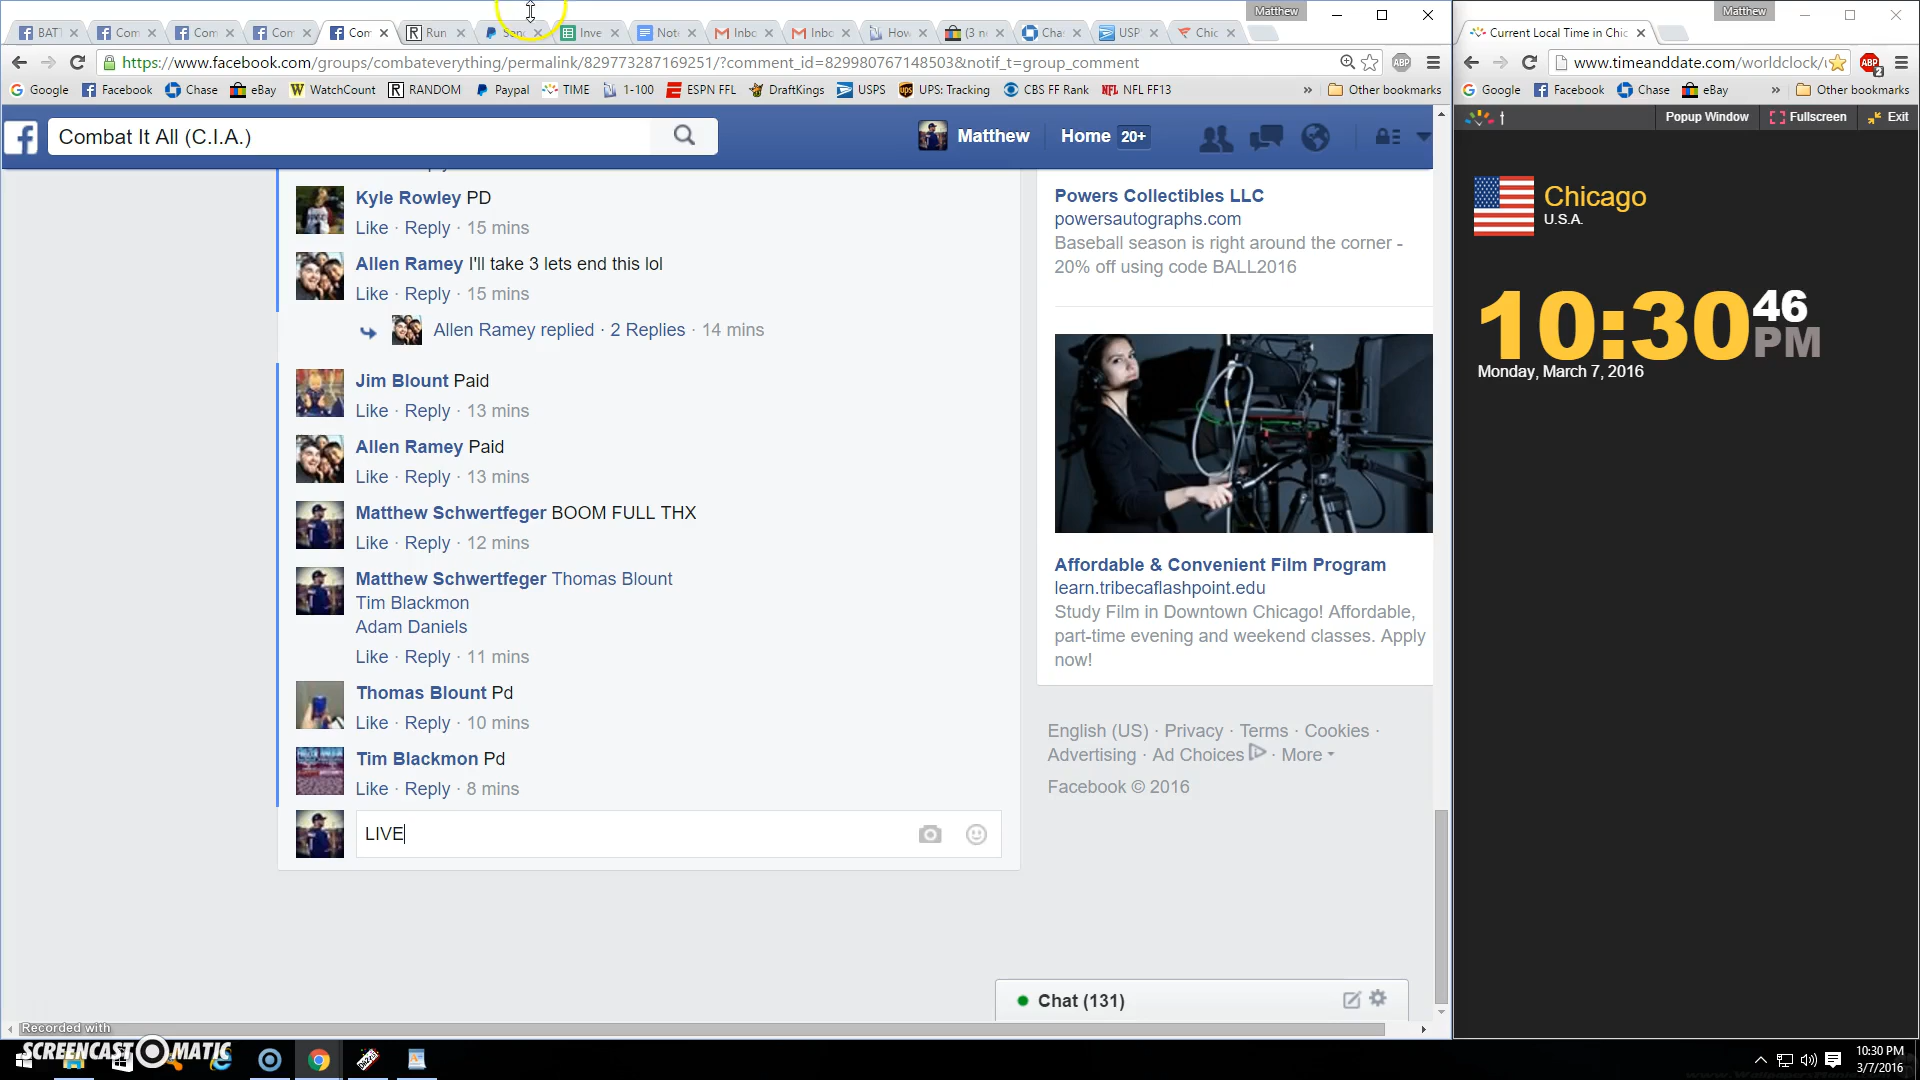 Matthew
Matthew
BAT
Com
Com
Com
Com
Run
Send
Inve
Note
Inbo
Inbo
How
(3 n
Cha
USP
Chic
Current Local Time in Chic
https://www.facebook.com/groups/combateverything/permalink/829773287169251/?comment_id=829980767148503&notif_t=group_comment
ABP
www.timeanddate.com/worldclock/
ABP
2
Google
Facebook
Chase
eBay
WatchCount
RANDOM
Paypal
TIME
1-100
ESPN FFL
DraftKings
USPS
UPS: Tracking
CBS FF Rank
NFL FF13
»
Other bookmarks
Google
Facebook
Chase
eBay
»
Other bookmarks
Combat It All (C.I.A.)
Matthew
Home 20+
t
Popup Window
Fullscreen
Exit
Kyle Rowley PD
Like · Reply · 15 mins
Allen Ramey I'll take 3 lets end this lol
Like · Reply · 15 mins
Allen Ramey replied · 2 Replies · 14 mins
Jim Blount Paid
Like · Reply · 13 mins
Allen Ramey Paid
Like · Reply · 13 mins
Matthew Schwertfeger BOOM FULL THX
Like · Reply · 12 mins
Matthew Schwertfeger Thomas Blount
Tim Blackmon
Adam Daniels
Like · Reply · 11 mins
Thomas Blount Pd
Like · Reply · 10 mins
Tim Blackmon Pd
Like · Reply · 8 mins
LIVE
Powers Collectibles LLC
powersautographs.com
Baseball season is right around the corner -
20% off using code BALL2016
Affordable & Convenient Film Program
learn.tribecaflashpoint.edu
Study Film in Downtown Chicago! Affordable,
part-time evening and weekend classes. Apply
now!
English (US) · Privacy · Terms · Cookies ·
Advertising · Ad Choices · More
Facebook © 2016
Chat (131)
Chicago
U.S.A.
10:30 46
PM
Monday, March 7, 2016
Recorded with
SCREENCAST-O-MATIC
10:30 PM
3/7/2016